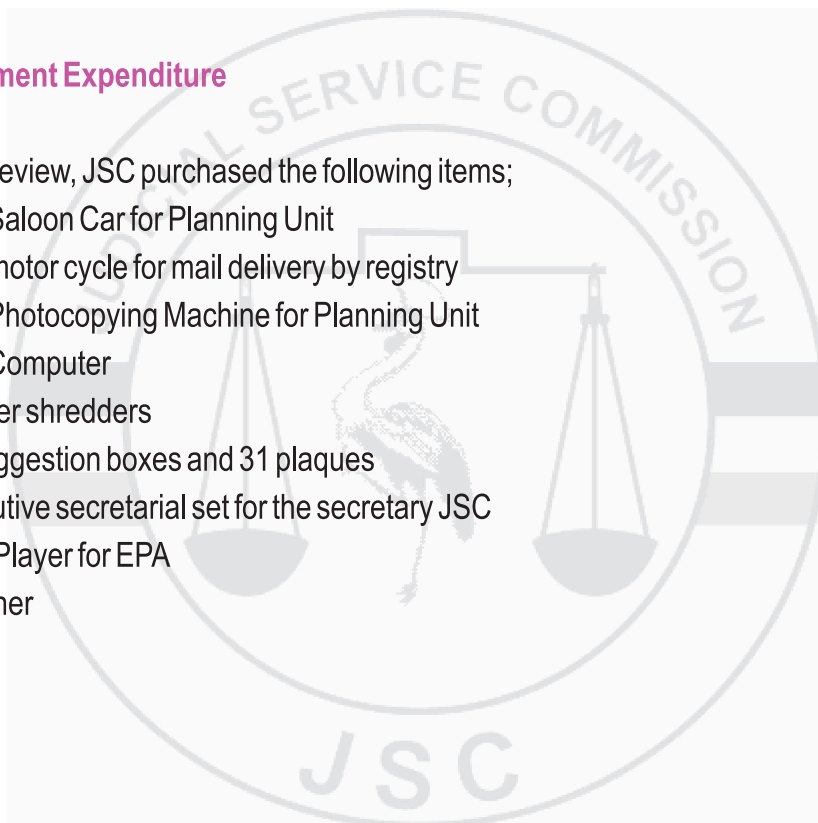 ment Expenditure
eview, JSC purchased the following items;
Saloon Car for Planning Unit
motor cycle for mail delivery by registry
Photocopying Machine for Planning Unit
Computer
er shredders
ggestion boxes and 31 plaques
utive secretarial set for the secretary JSC
Player for EPA
ner
JUDICIAL SERVICE COMMISSION
JSC